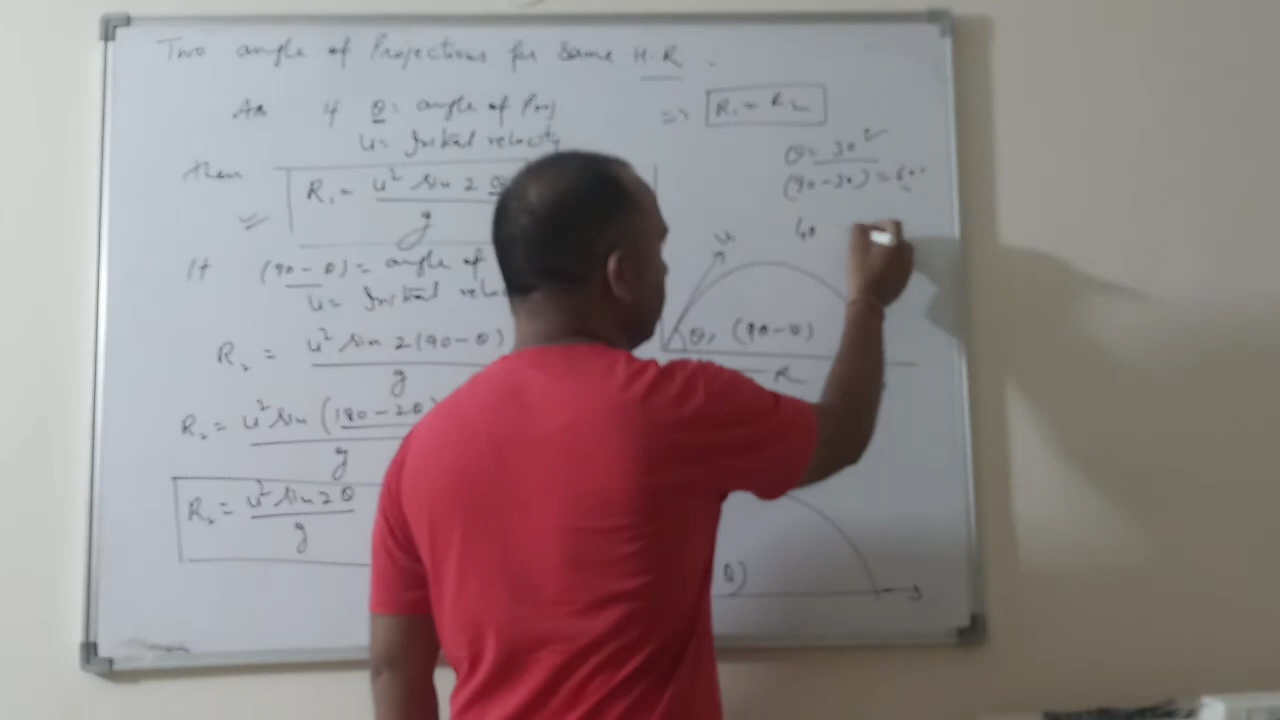 Two angle of Projections for same H.R.
As if θ = angle of Proj.
u = Initial velocity
then
R₁ = u² sin 2θ / g
If (90-θ) = angle of
u = Initial velo
R₂ = u² sin 2(90-θ) / g
R₂ = u² sin (180-2θ) / g
R₂ = u² sin 2θ / g
=> R₁ = R₂
θ = 30°
(90-30) = 60°
40
u
θ, (90-θ)
R
θ)